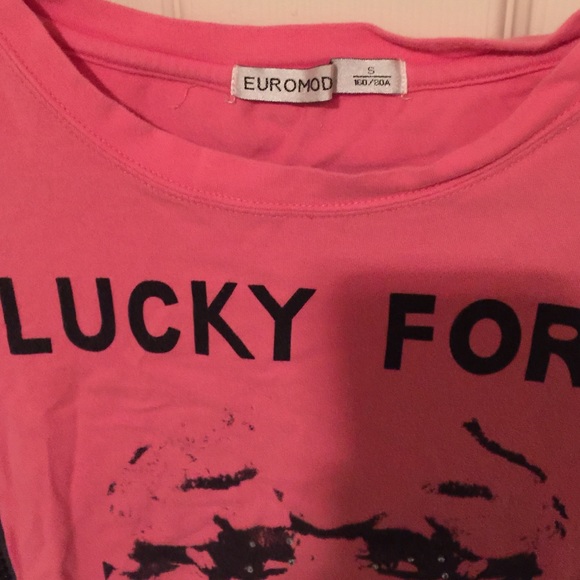 EUROMOD
S
160/80A
LUCKY FOR